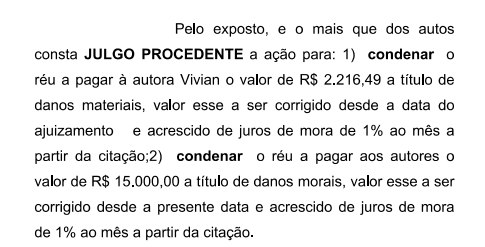 Pelo exposto, e o mais que dos autos
consta JULGO PROCEDENTE a ação para: 1) condenar o
réu a pagar à autora Vivian o valor de R$ 2.216,49 a título de
danos materiais, valor esse a ser corrigido desde a data do
ajuizamento e acrescido de juros de mora de 1% ao mês a
partir da citação;2) condenar o réu a pagar aos autores o
valor de R$ 15.000,00 a título de danos morais, valor esse a ser
corrigido desde a presente data e acrescido de juros de mora
de 1% ao mês a partir da citação.